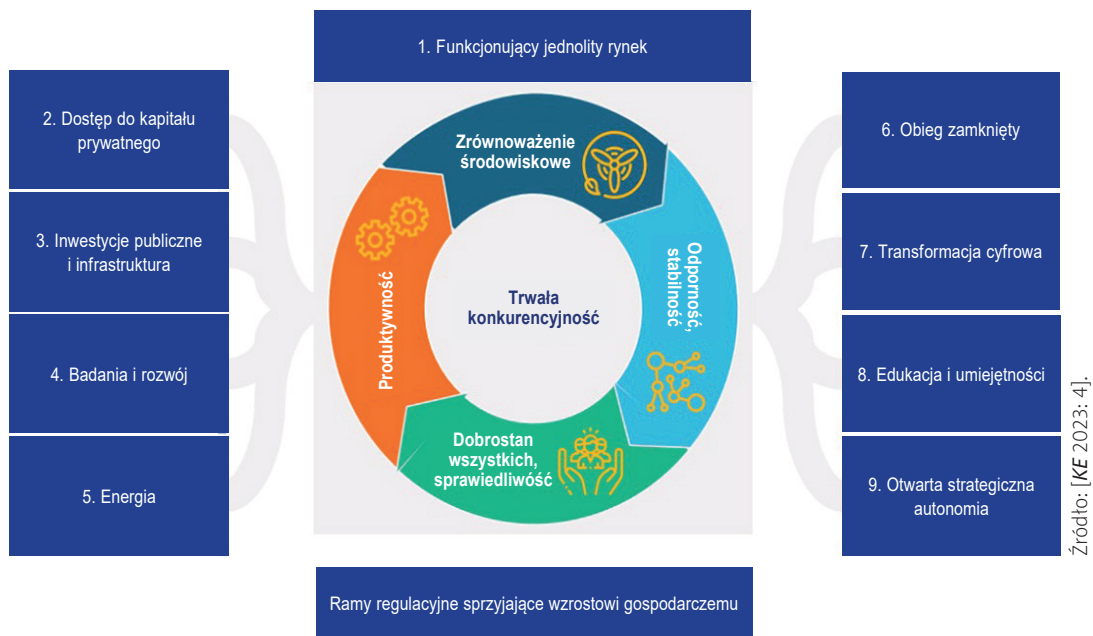 1. Funkcjonujący jednolity rynek
2. Dostęp do kapitału
prywatnego
3. Inwestycje publiczne
i infrastruktura
4. Badania i rozwój
5. Energia
Zrównoważenie
środowiskowe
Odporność,
stabilność
Dobrostan
wszystkich,
sprawiedliwóść
Produktywność
Trwała
konkurencyjność
6. Obieg zamknięty
7. Transformacja cyfrowa
8. Edukacja i umiejętności
9. Otwarta strategiczna
autonomia
Ramy regulacyjne sprzyjające wzrostowi gospodarczemu
Źródło: [KE 2023: 4].